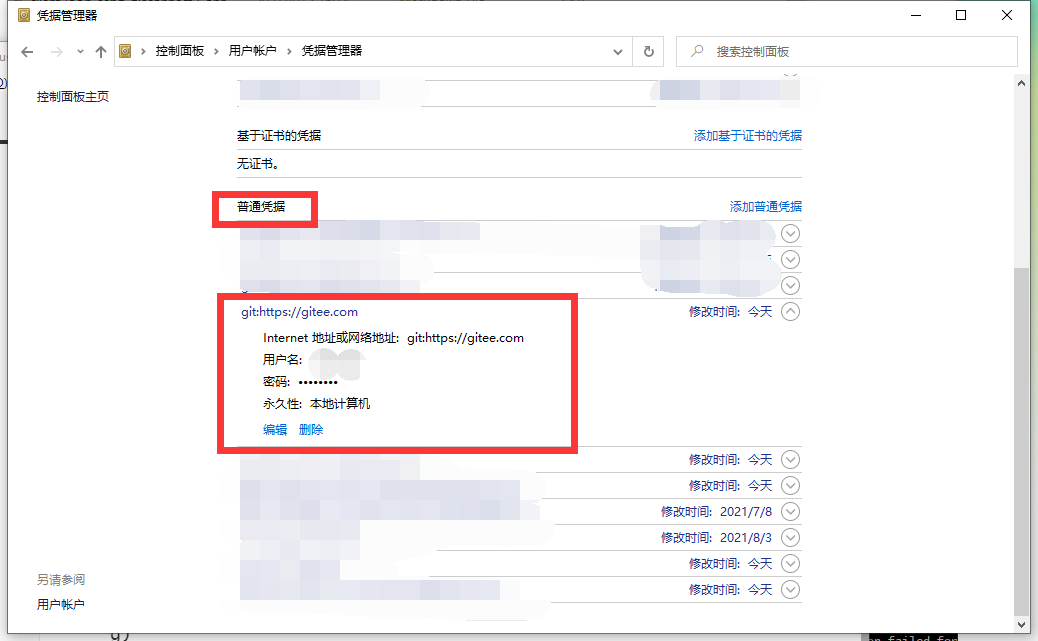 凭据管理器
控制面板 › 用户帐户 › 凭据管理器
搜索控制面板
控制面板主页
基于证书的凭据 添加基于证书的凭据
无证书。
普通凭据 添加普通凭据
git:https://gitee.com 修改时间: 今天
Internet 地址或网络地址: git:https://gitee.com
用户名:
密码: ••••••••
永久性: 本地计算机
编辑 删除
修改时间: 今天
修改时间: 今天
修改时间: 2021/7/8
修改时间: 2021/8/3
修改时间: 今天
修改时间: 今天
另请参阅
用户帐户